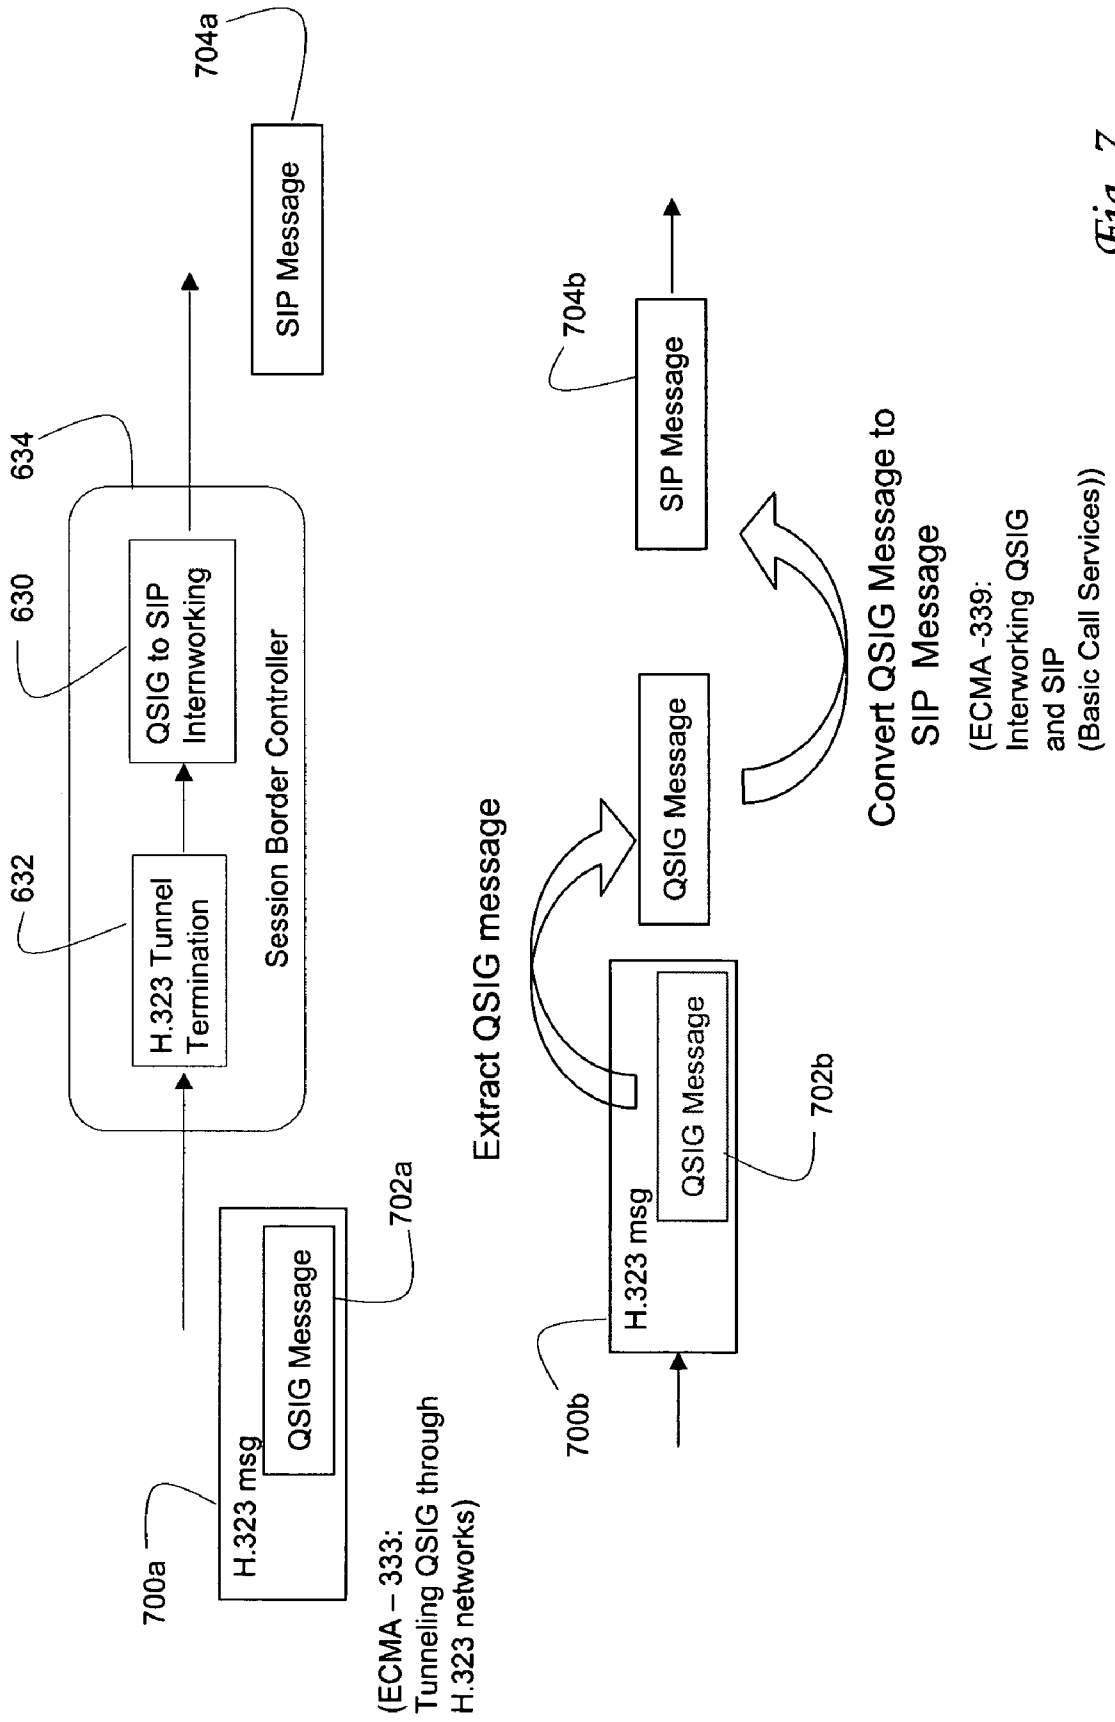 704a
SIP Message
634
630
QSIG to SIP
Internworking
632
H.323 Tunnel
Termination
Session Border Controller
700a
H.323 msg
QSIG Message
702a
(ECMA – 333:
Tunneling QSIG through
H.323 networks)
Extract QSIG message
700b
H.323 msg
QSIG Message
702b
QSIG Message
704b
SIP Message
Convert QSIG Message to
SIP Message
(ECMA -339:
Interworking QSIG
and SIP
(Basic Call Services))
Fig. 7